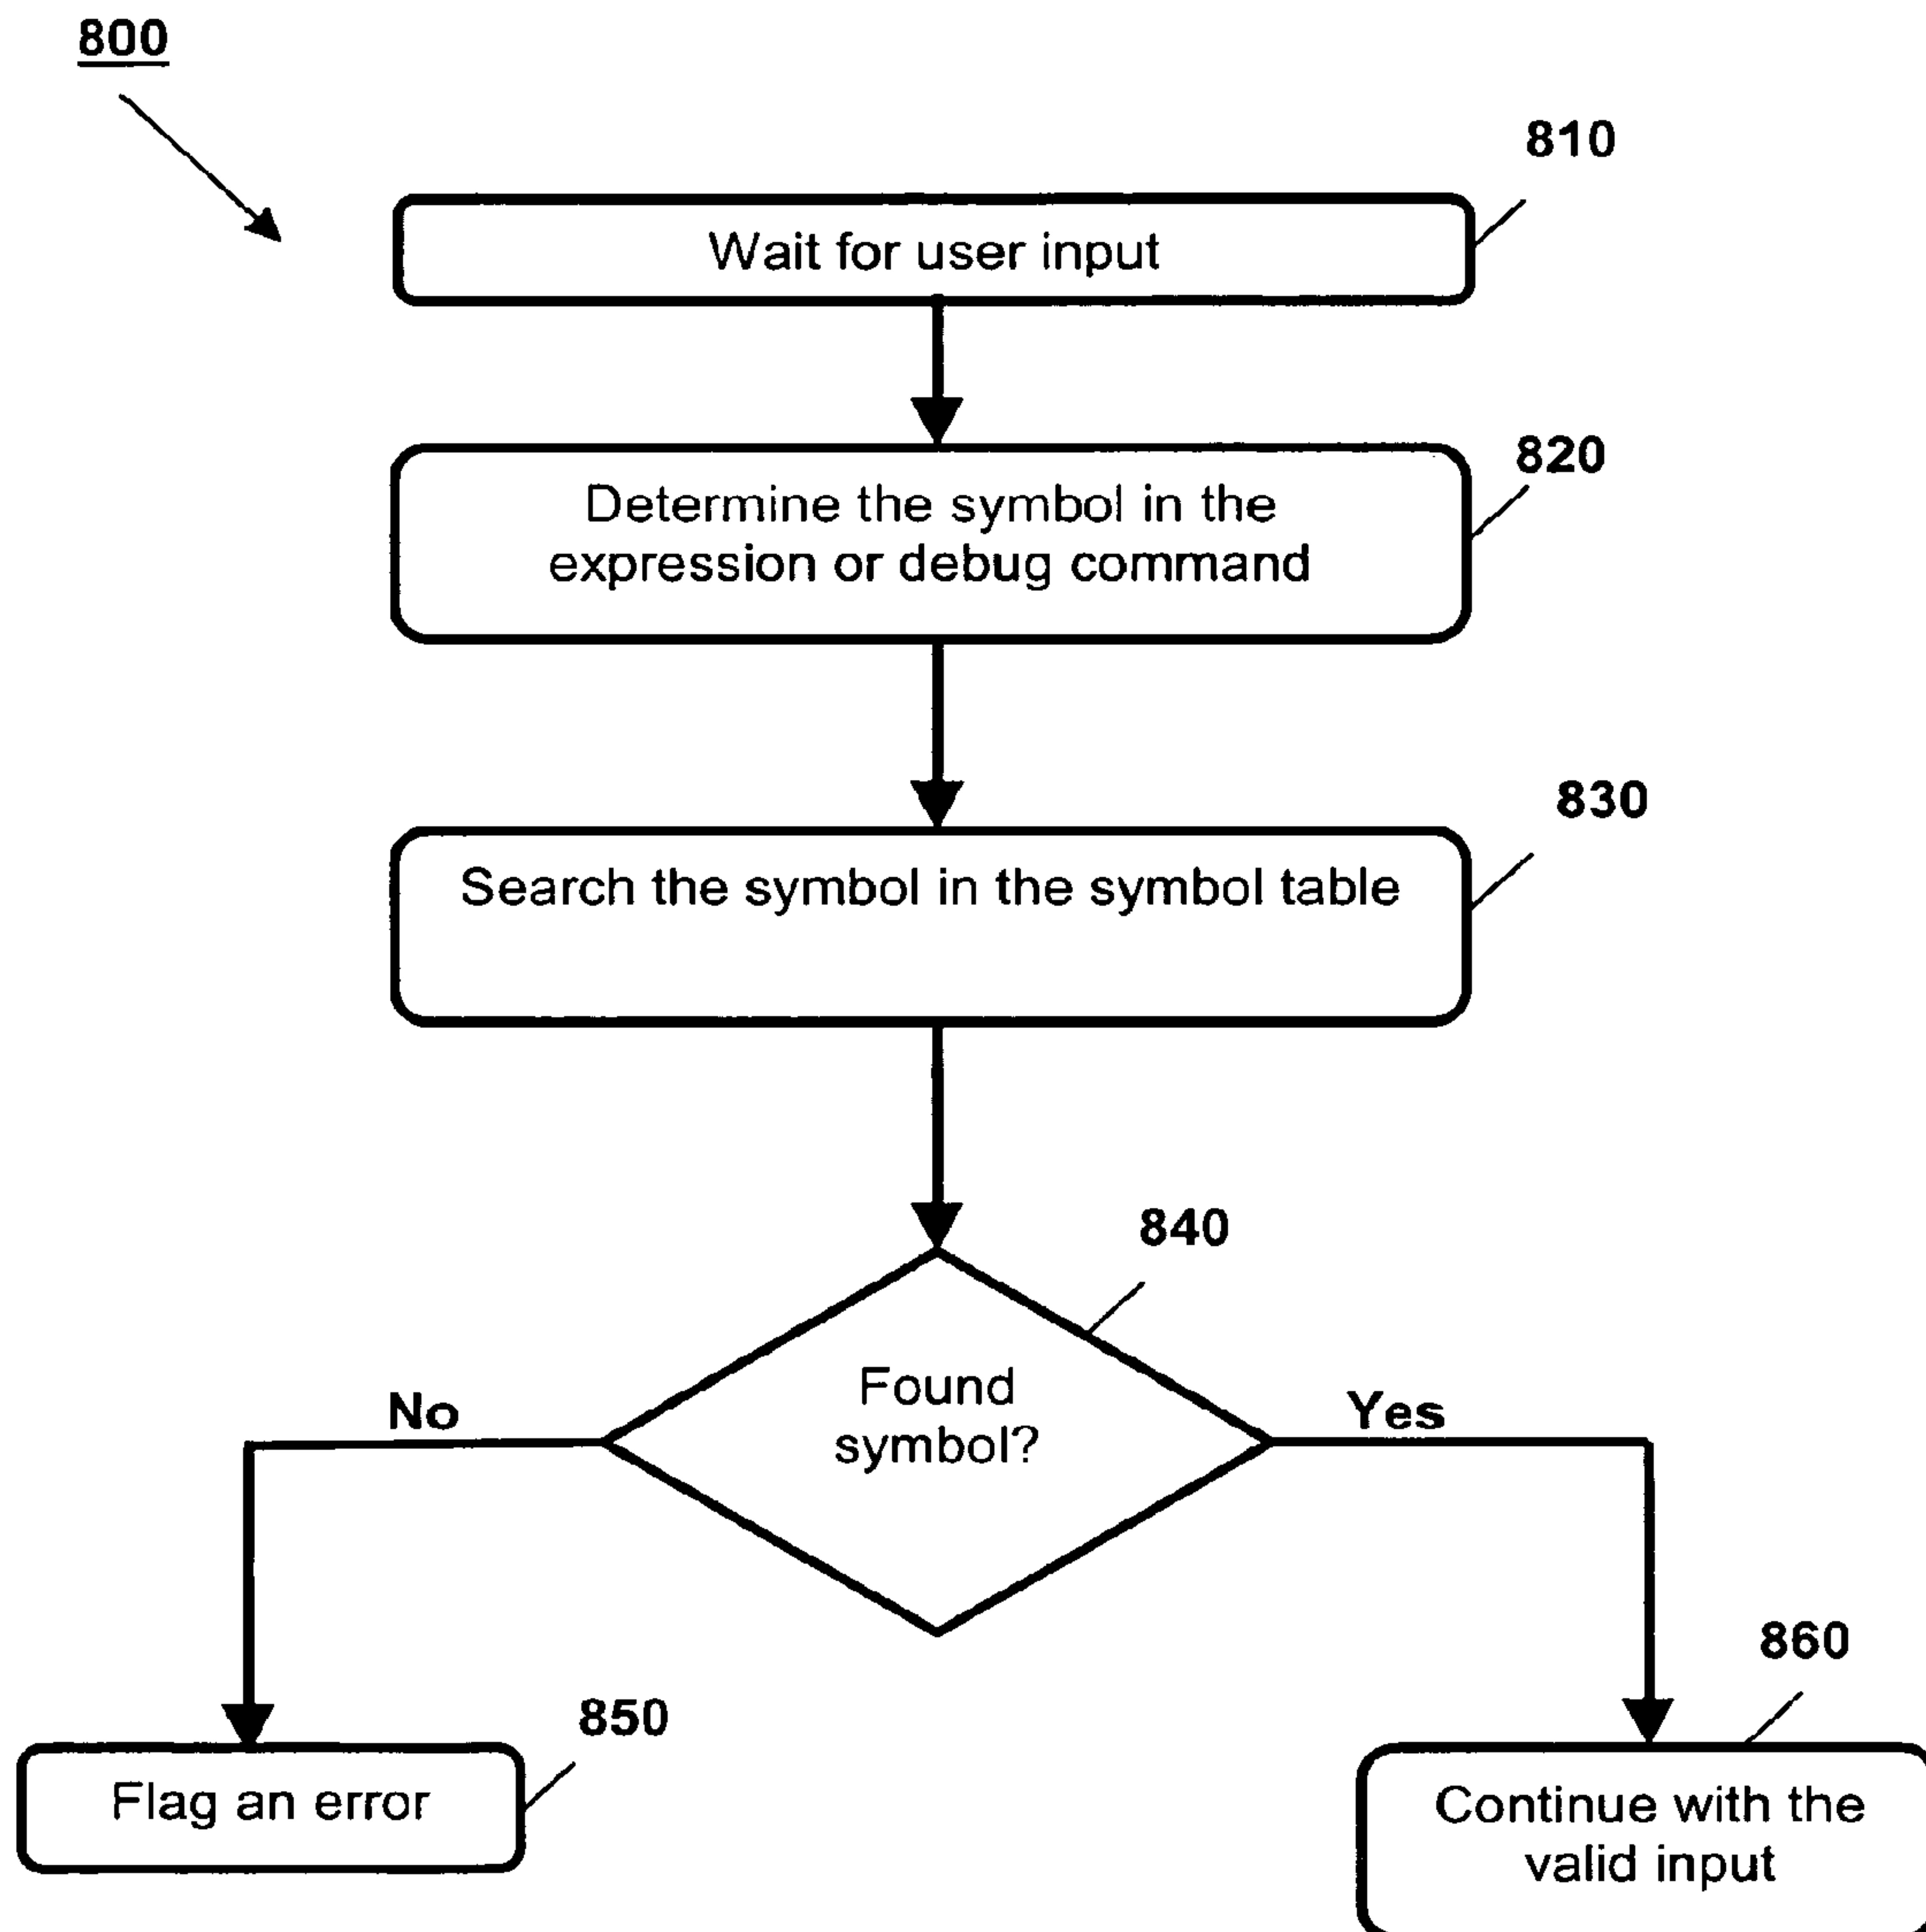 800
810
Wait for user input
820
Determine the symbol in the
expression or debug command
830
Search the symbol in the symbol table
840
Found
symbol?
No
Yes
850
Flag an error
860
Continue with the
valid input